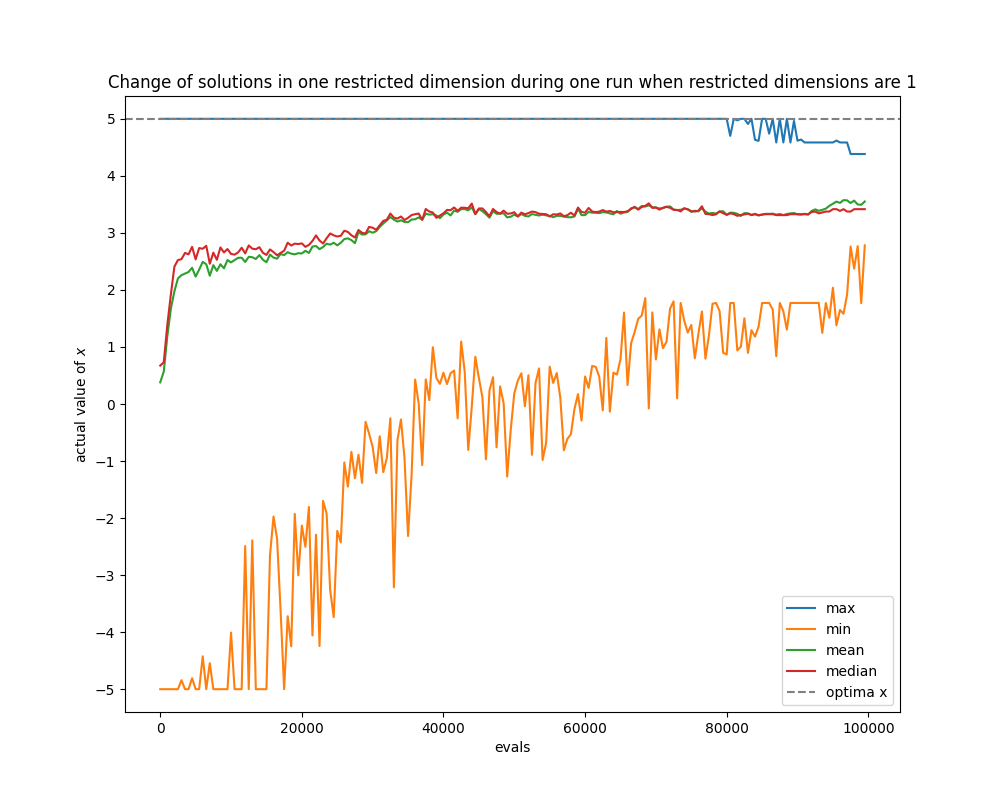 Change of solutions in one restricted dimension during one run when restricted dimensions are 1
5
4
3
2
1
0
−1
−2
−3
−4
−5
actual value of x
0
20000
40000
60000
80000
100000
evals
max
min
mean
median
optima x